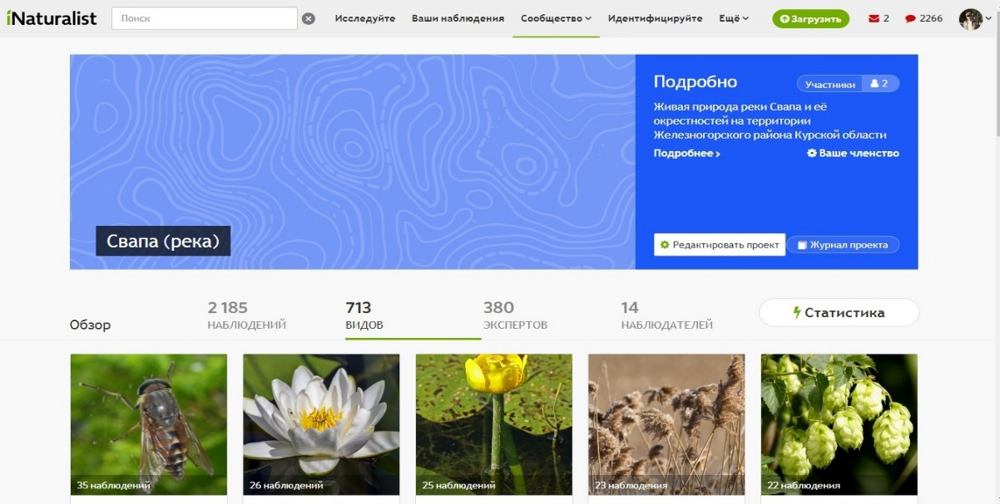 iNaturalist
Поиск
Исследуйте
Ваши наблюдения
Сообщество
Идентифицируйте
Ещё
Загрузить
2
2266
Подробно
Участники 2
Живая природа реки Свапа и её
окрестностей на территории
Железногорского района Курской области
Подробнее ›
Ваше членство
Свапа (река)
Редактировать проект
Журнал проекта
Обзор
2 185
НАБЛЮДЕНИЙ
713
ВИДОВ
380
ЭКСПЕРТОВ
14
НАБЛЮДАТЕЛЕЙ
Статистика
35 наблюдений
26 наблюдений
25 наблюдений
23 наблюдения
22 наблюдения